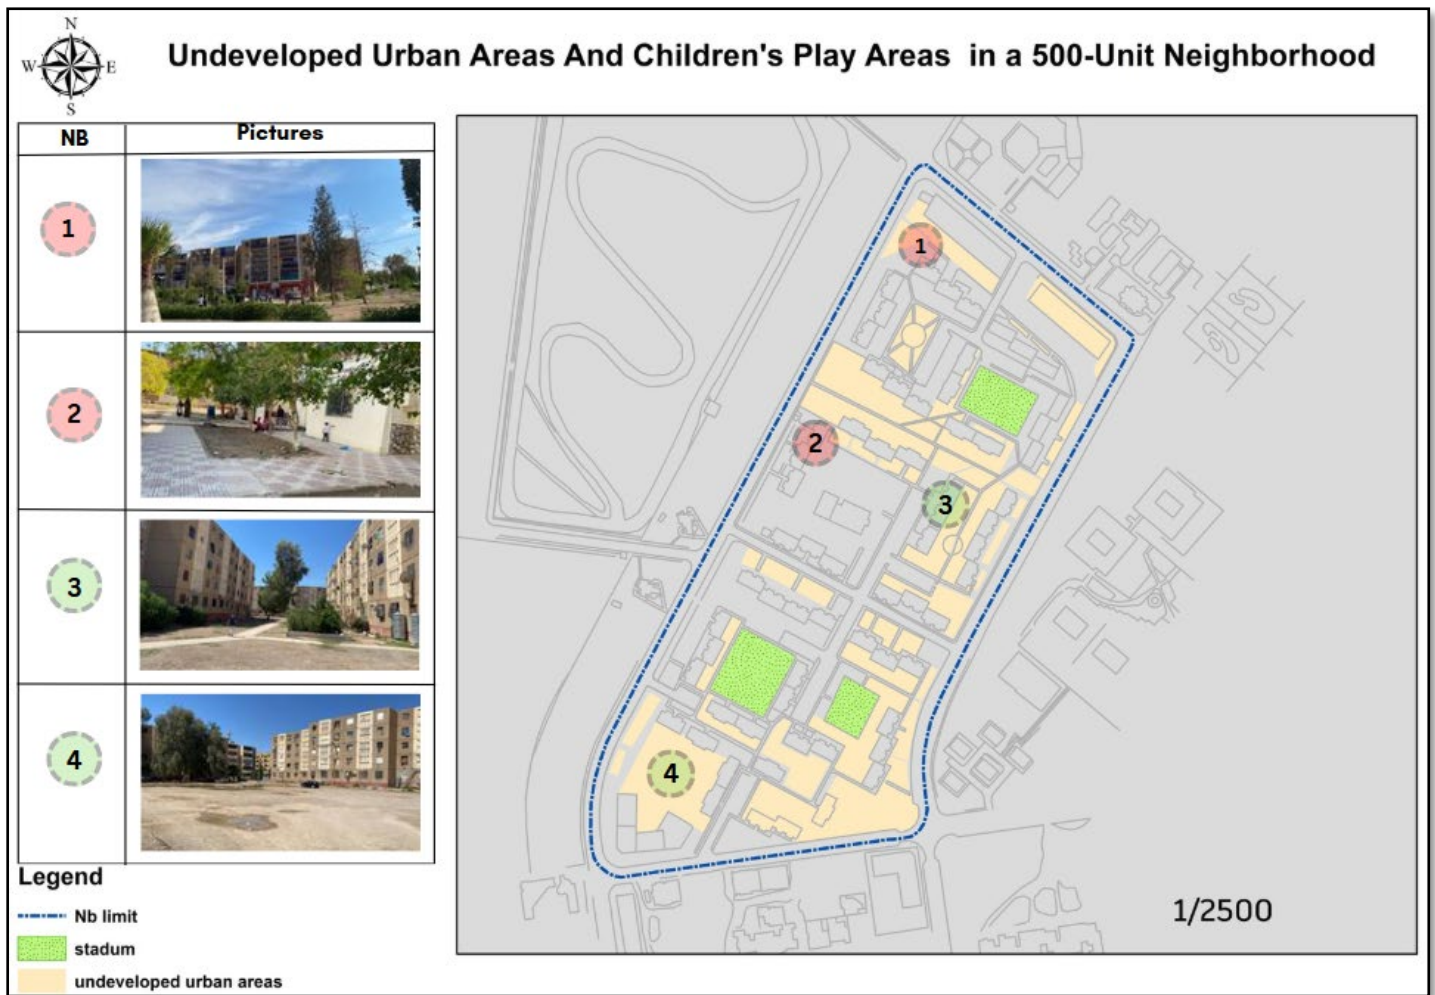 N
W E
S
Undeveloped Urban Areas And Children's Play Areas in a 500-Unit Neighborhood
NB Pictures
1
2
3
4
1
2
3
4
1/2500
Legend
Nb limit
stadum
undeveloped urban areas